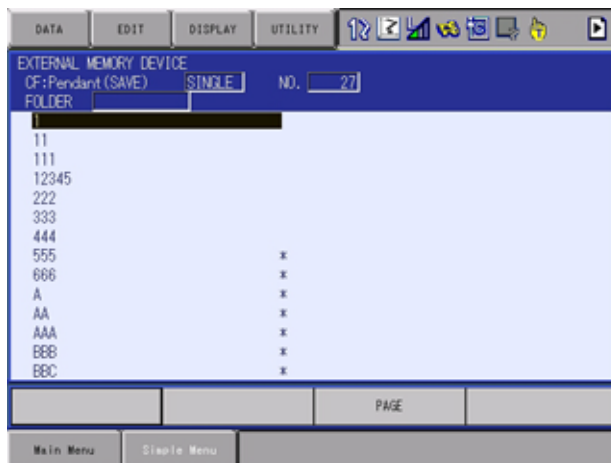 DATA EDIT DISPLAY UTILITY
EXTERNAL MEMORY DEVICE
CF:Pendant(SAVE) SINGLE NO. 27
FOLDER
1
11
111
12345
222
333
444
555 *
666 *
A *
AA *
AAA *
BBB *
BBC *
PAGE
Main Menu Simple Menu